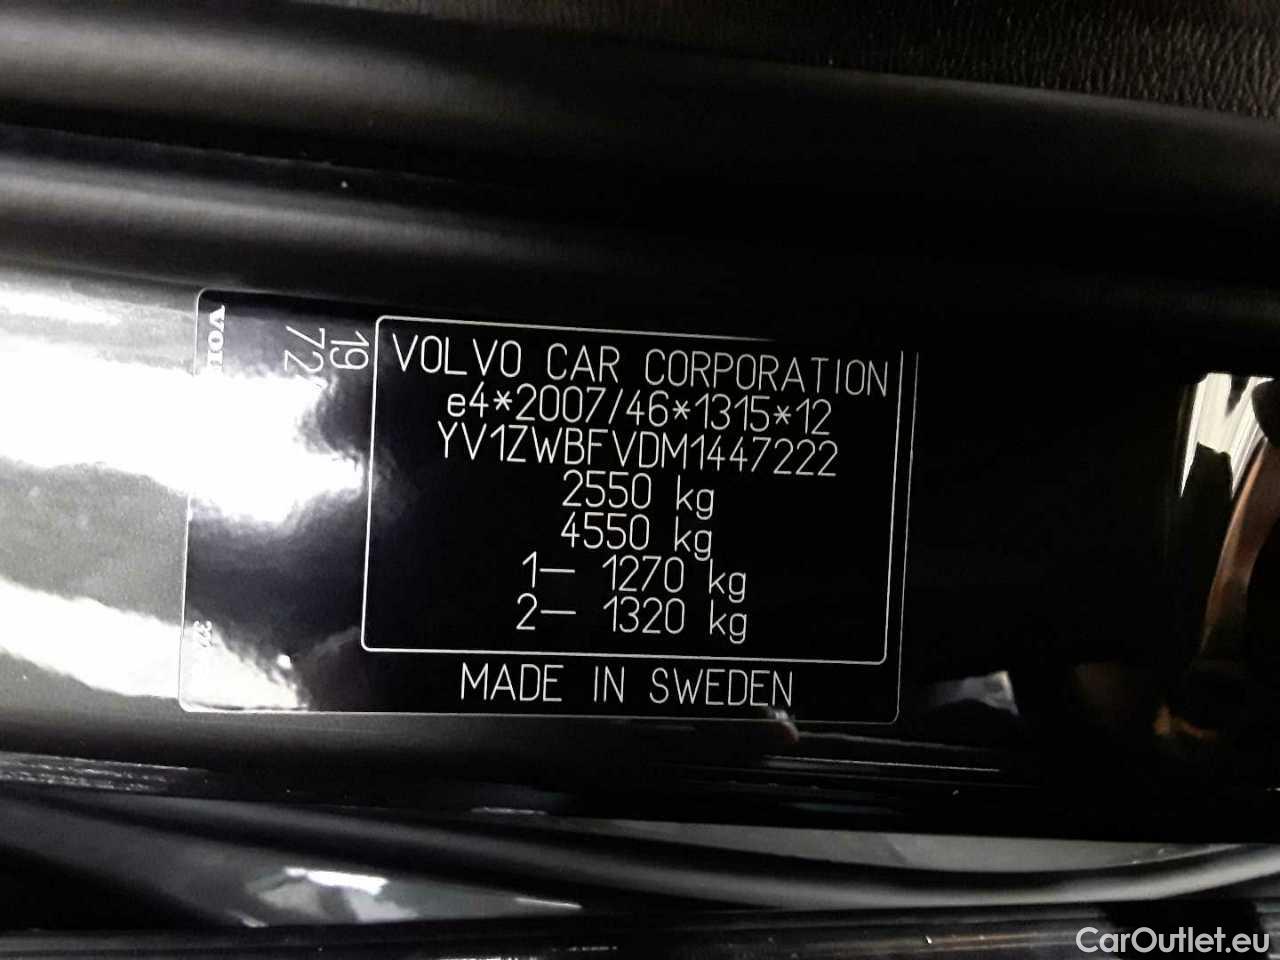 VOLVO CAR CORPORATION
e4*2007/46*1315*12
YV1ZWBFVDM1447222
2550 kg
4550 kg
1– 1270 kg
2– 1320 kg
MADE IN SWEDEN
19
CarOutlet.eu